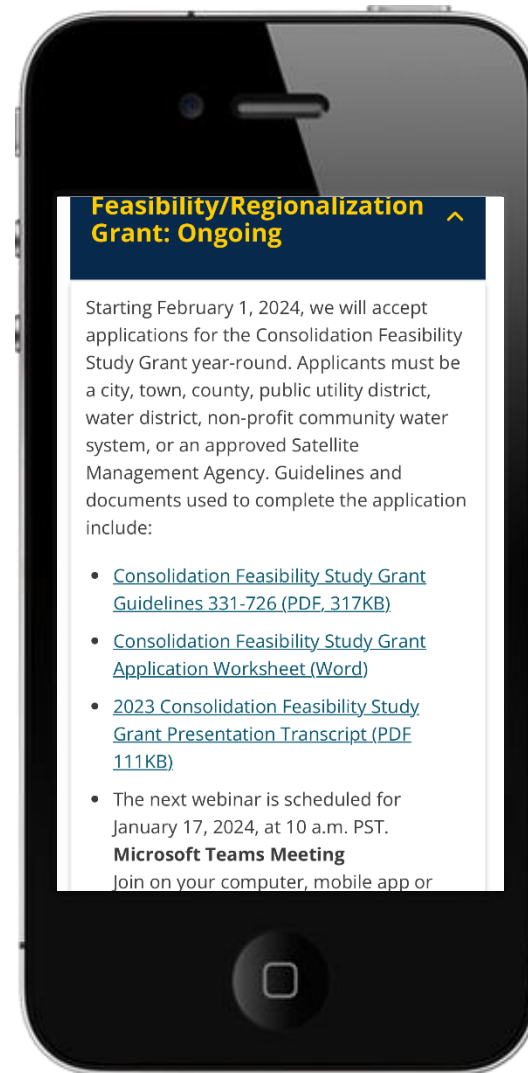 Feasibility/Regionalization
Grant: Ongoing
Starting February 1, 2024, we will accept
applications for the Consolidation Feasibility
Study Grant year-round. Applicants must be
a city, town, county, public utility district,
water district, non-profit community water
system, or an approved Satellite
Management Agency. Guidelines and
documents used to complete the application
include:
• Consolidation Feasibility Study Grant
Guidelines 331-726 (PDF, 317KB)
• Consolidation Feasibility Study Grant
Application Worksheet (Word)
• 2023 Consolidation Feasibility Study
Grant Presentation Transcript (PDF
111KB)
• The next webinar is scheduled for
January 17, 2024, at 10 a.m. PST.
Microsoft Teams Meeting
Join on your computer, mobile app or